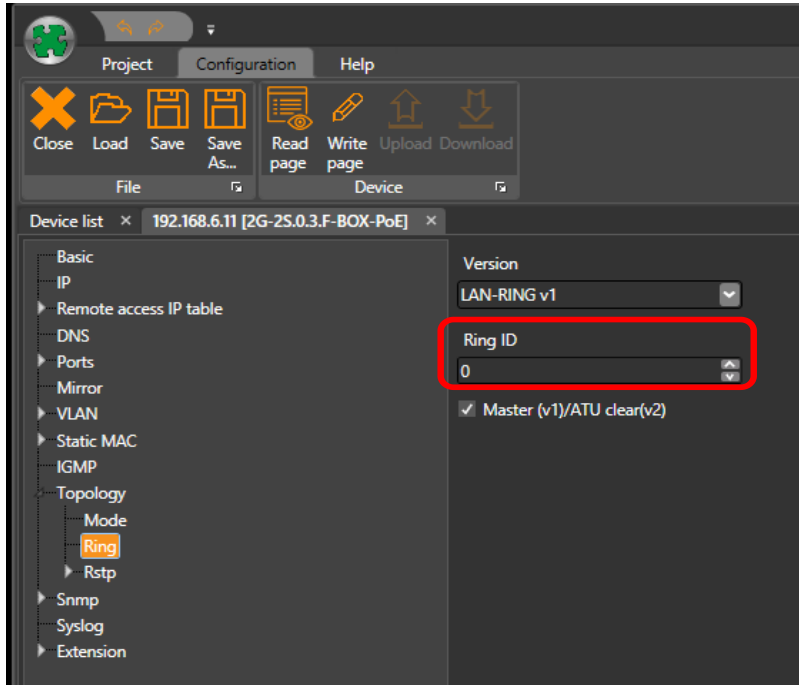 Project Configuration Help
Close Load Save Save As... Read page Write page Upload Download
File Device
Device list × 192.168.6.11 [2G-2S.0.3.F-BOX-PoE] ×
Basic
IP
Remote access IP table
DNS
Ports
Mirror
VLAN
Static MAC
IGMP
Topology
Mode
Ring
Rstp
Snmp
Syslog
Extension
Version
LAN-RING v1
Ring ID
0
Master (v1)/ATU clear(v2)